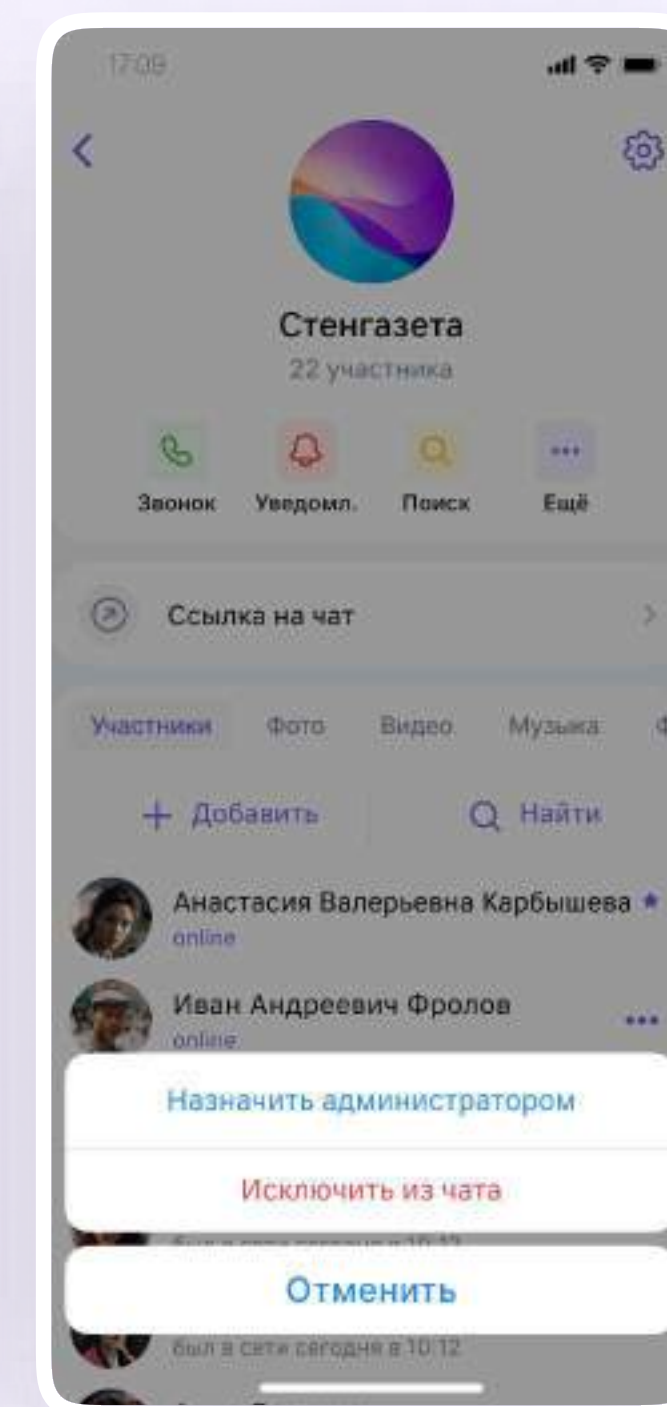 17:09
Стенгазета
22 участника
Звонок Уведомл. Поиск Ещё
Ссылка на чат
Участники Фото Видео Музыка
+ Добавить Найти
Анастасия Валерьевна Карбышева
online
Иван Андреевич Фролов
online
Назначить администратором
Исключить из чата
Отменить
был в сети сегодня в 10:12